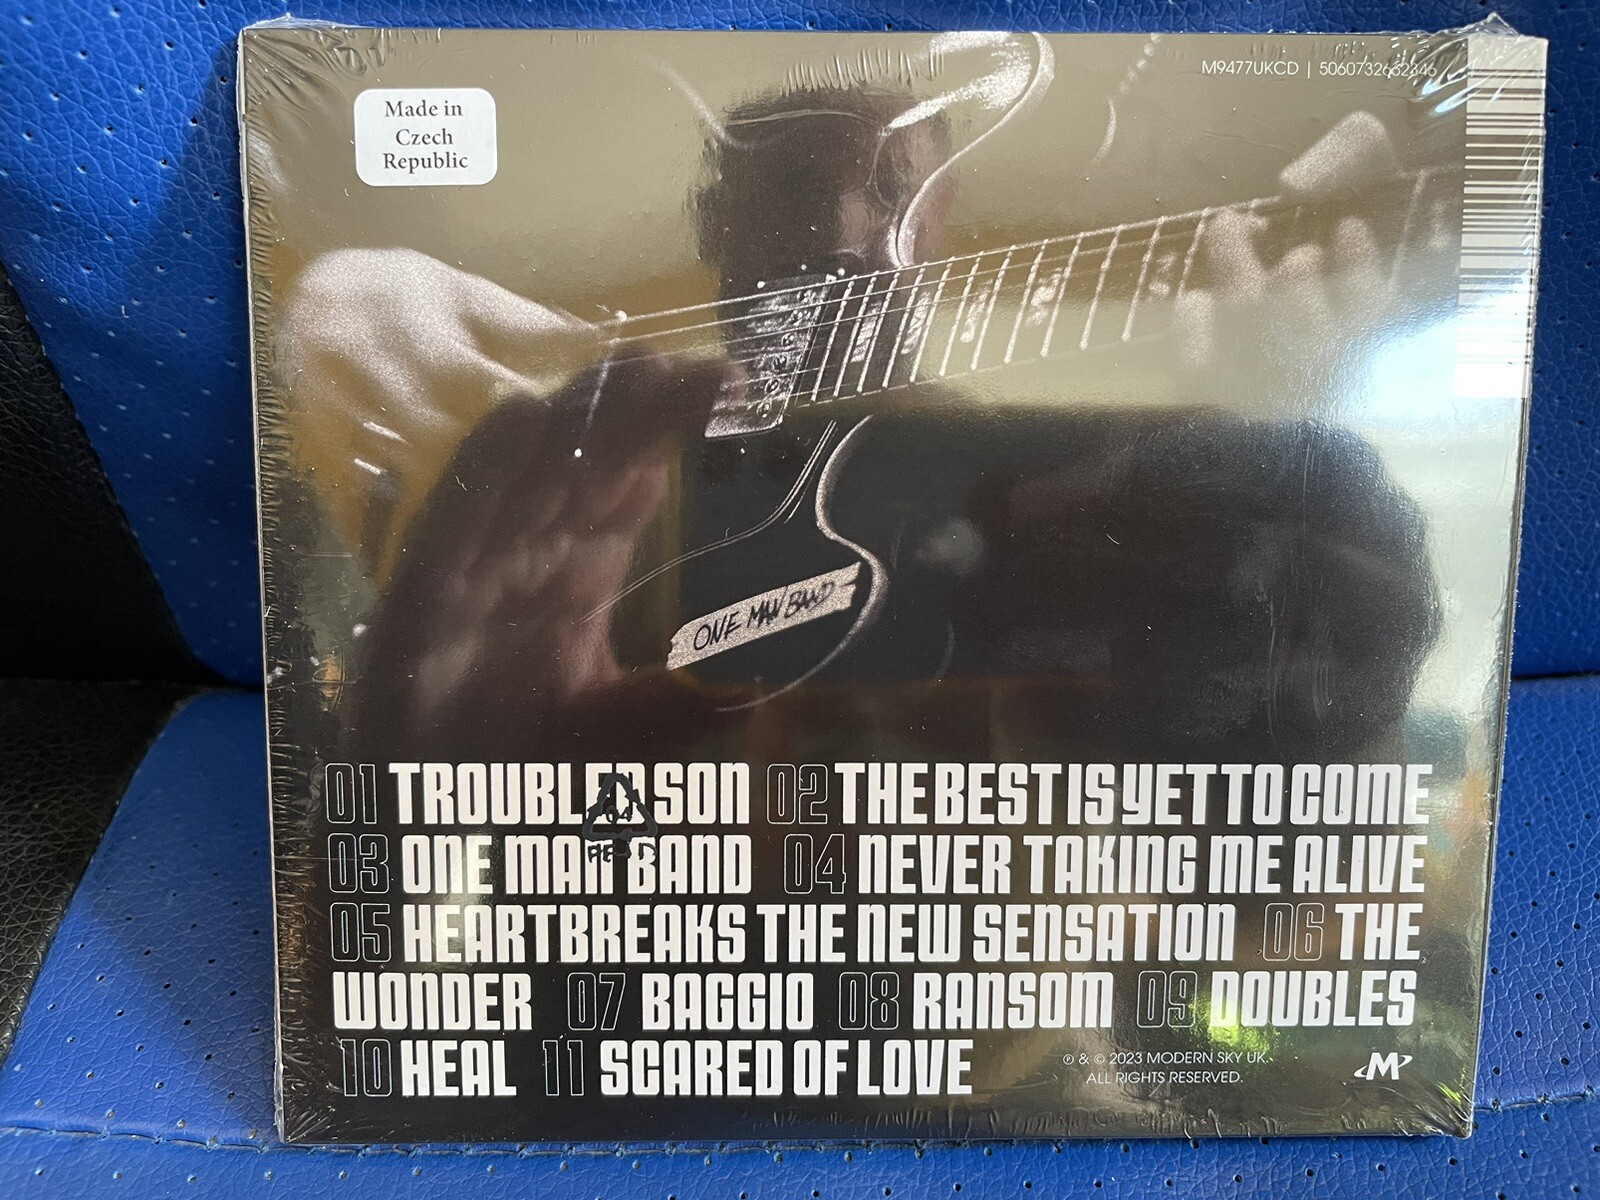 M9477UKCD | 5060732632346
Made in
Czech
Republic
ONE MAN BAND
01 TROUBLED SON 02 THE BEST IS YET TO COME
03 ONE MAN BAND 04 NEVER TAKING ME ALIVE
05 HEARTBREAKS THE NEW SENSATION 06 THE
WONDER 07 BAGGIO 08 RANSOM 09 DOUBLES
10 HEAL 11 SCARED OF LOVE
℗ & © 2023 MODERN SKY UK.
ALL RIGHTS RESERVED.
M